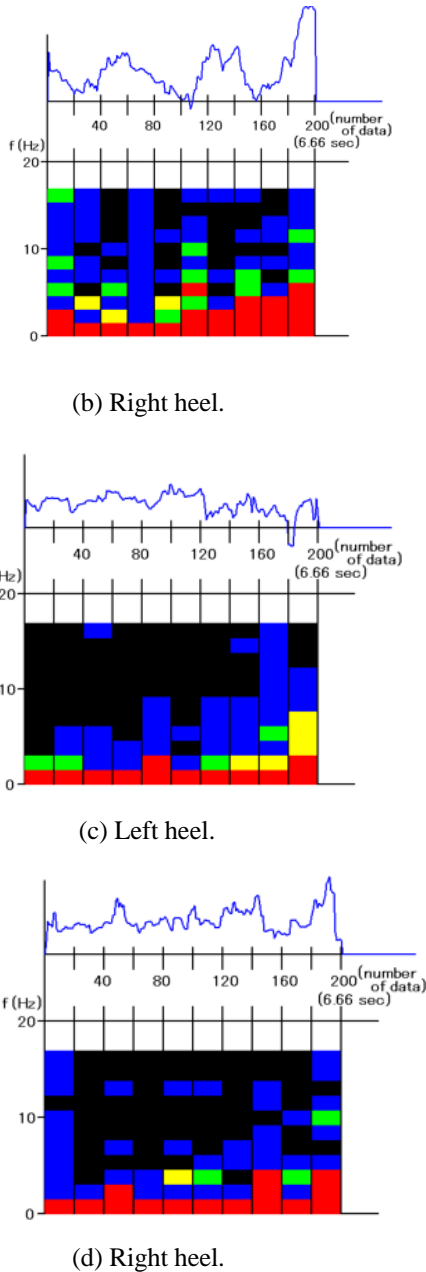 40 80 120 160 200 (number of data)
(6.66 sec)
f (Hz)
20
10
0
(b) Right heel.
40 80 120 160 200 (number of data)
(6.66 sec)
Hz)
20
10
0
(c) Left heel.
40 80 120 160 200 (number of data)
(6.66 sec)
f (Hz)
20
10
0
(d) Right heel.